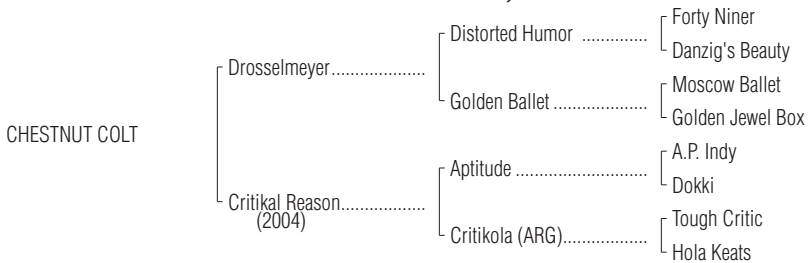 Forty Niner
Distorted Humor ..............
Danzig's Beauty
Drosselmeyer....................
Moscow Ballet
Golden Ballet ....................
Golden Jewel Box
CHESTNUT COLT
A.P. Indy
Aptitude ............................
Dokki
Critikal Reason..................
(2004)
Tough Critic
Critikola (ARG)..................
Hola Keats